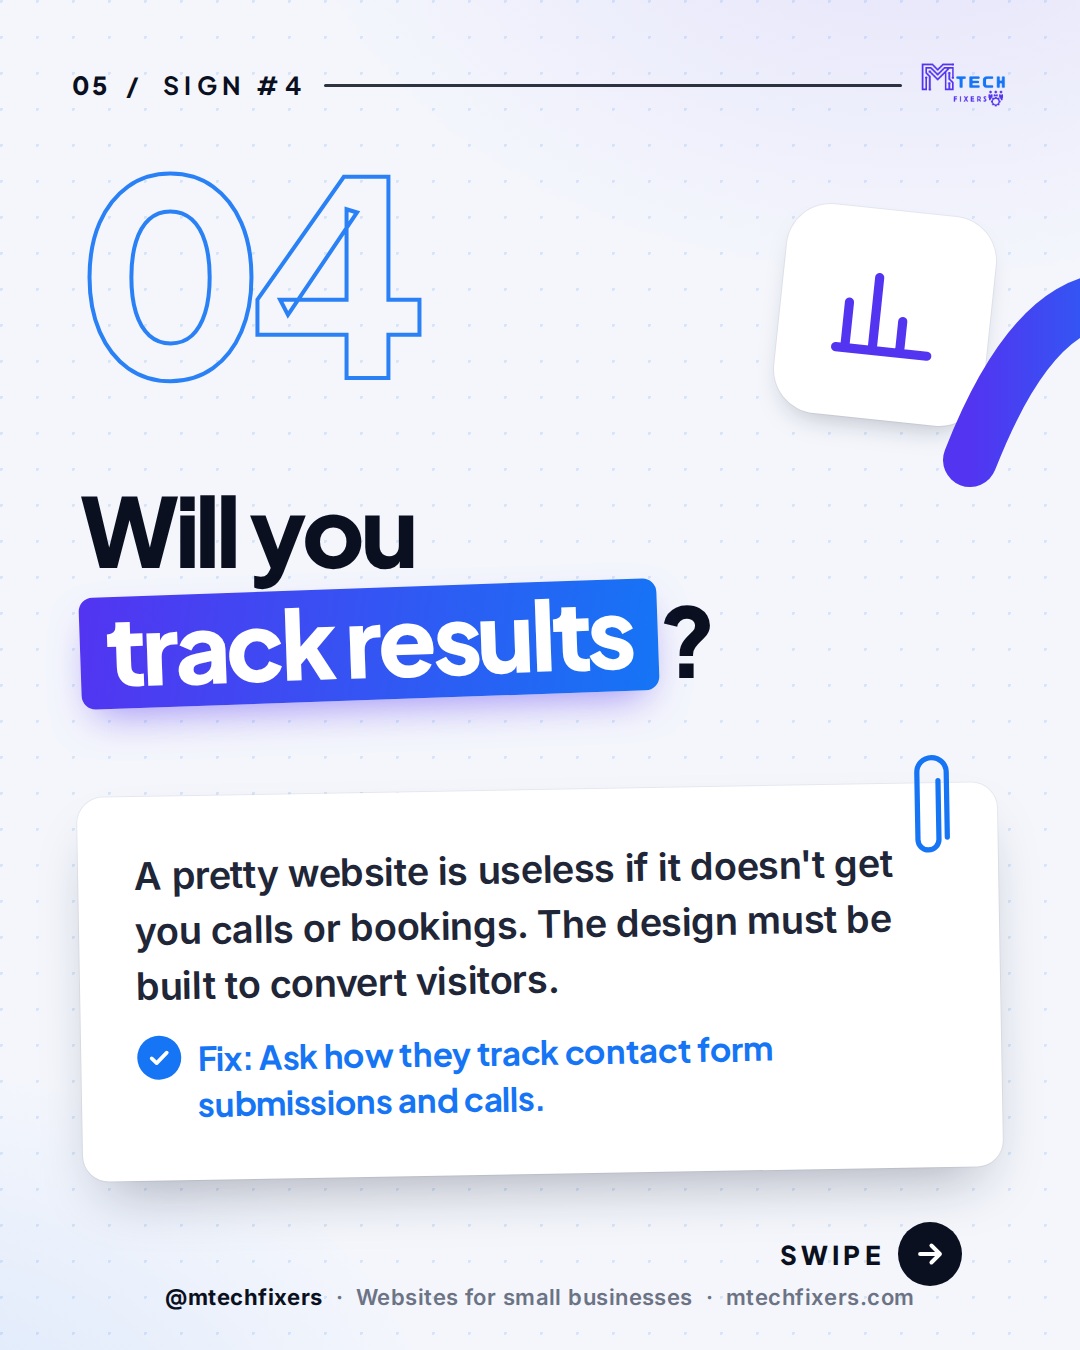 05 / SIGN #4
MTECH
FIXERS
04
Will you
track results?
A pretty website is useless if it doesn't get
you calls or bookings. The design must be
built to convert visitors.
Fix: Ask how they track contact form
submissions and calls.
SWIPE
@mtechfixers · Websites for small businesses · mtechfixers.com